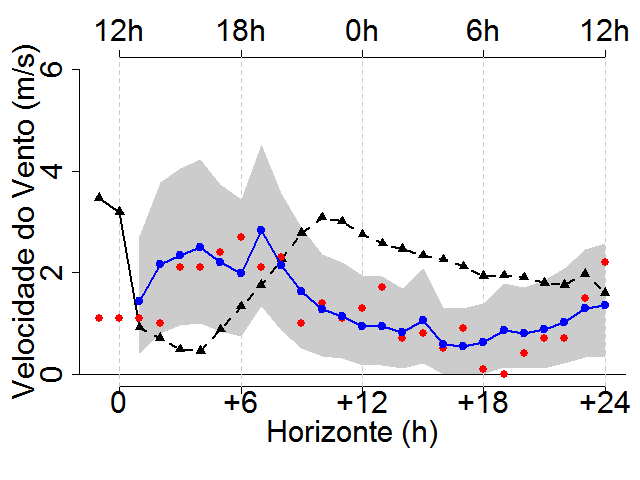 12h 18h 0h 6h 12h
6
4
2
0
Velocidade do Vento (m/s)
0 +6 +12 +18 +24
Horizonte (h)